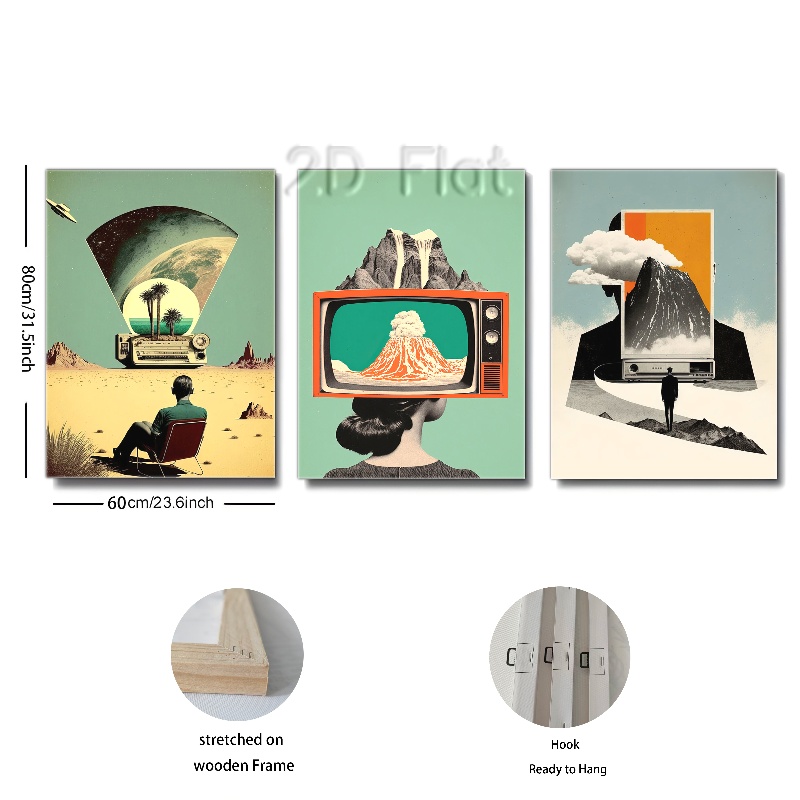 2D Flat
80cm/31.5inch
60cm/23.6inch
stretched on
wooden Frame
Hook
Ready to Hang